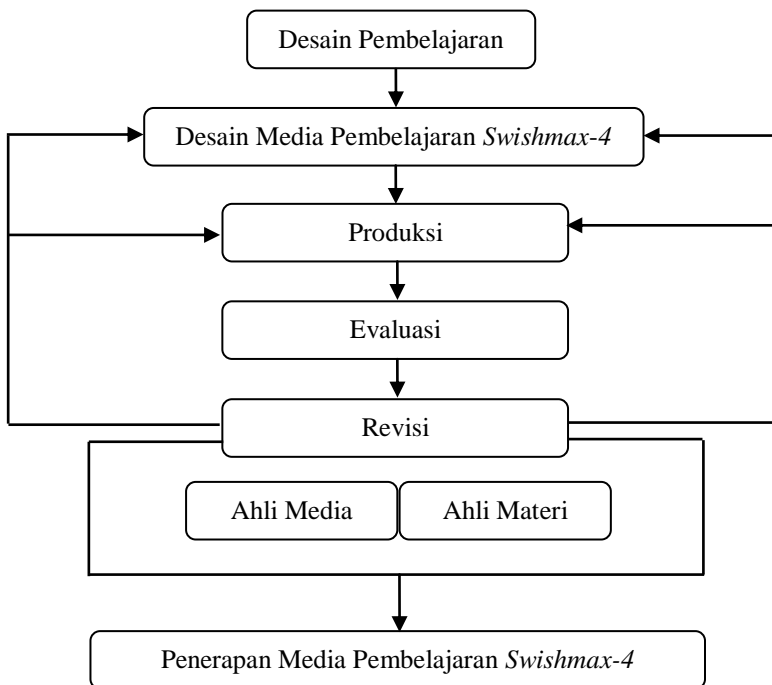 Desain Pembelajaran
Desain Media Pembelajaran Swishmax-4
Produksi
Evaluasi
Revisi
Ahli Media
Ahli Materi
Penerapan Media Pembelajaran Swishmax-4